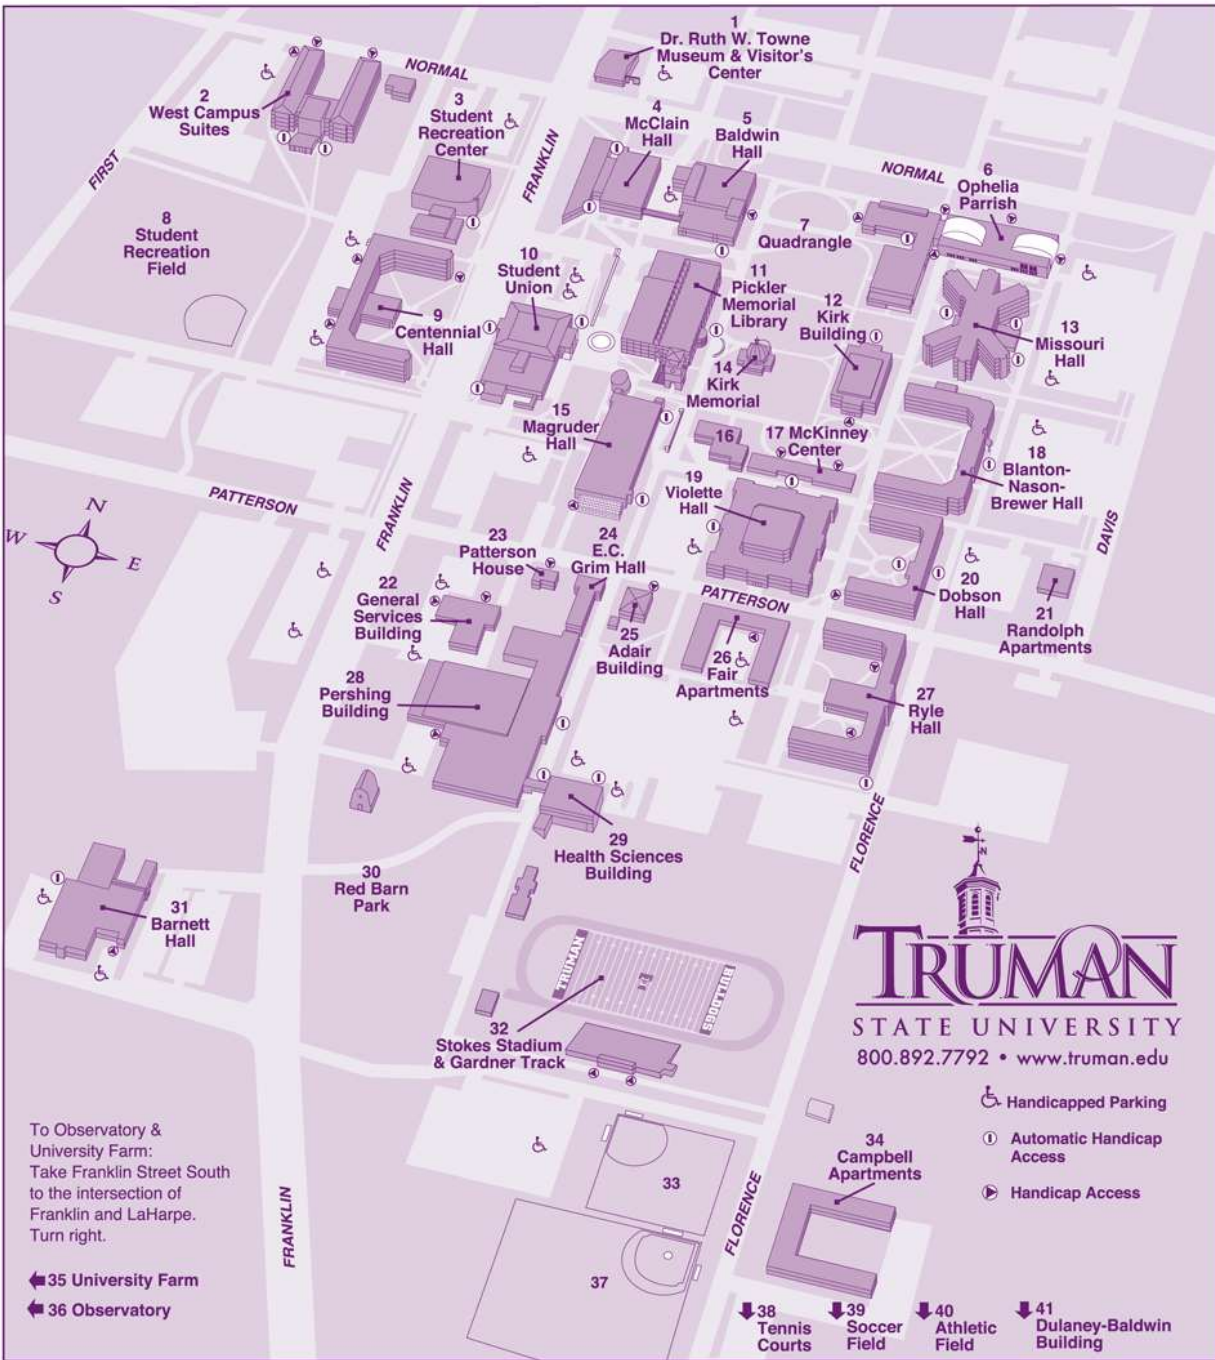 1
Dr. Ruth W. Towne
Museum & Visitor's
Center
NORMAL
2
West Campus
Suites
3
Student
Recreation
Center
FRANKLIN
4
McClain
Hall
5
Baldwin
Hall
NORMAL
6
Ophelia
Parrish
FIRST
8
Student
Recreation
Field
7
Quadrangle
10
Student
Union
11
Pickler
Memorial
Library
12
Kirk
Building
9
Centennial
Hall
13
Missouri
Hall
14
Kirk
Memorial
15
Magruder
Hall
16
17 McKinney
Center
18
Blanton-
Nason-
Brewer Hall
19
Violette
Hall
PATTERSON
FRANKLIN
DAVIS
N
W
E
S
23
Patterson
House
24
E.C.
Grim Hall
22
General
Services
Building
PATTERSON
20
Dobson
Hall
21
Randolph
Apartments
25
Adair
Building
26
Fair
Apartments
28
Pershing
Building
27
Ryle
Hall
29
Health Sciences
Building
FLORENCE
30
Red Barn
Park
31
Barnett
Hall
TRUMAN
BULLDOGS
32
Stokes Stadium
& Gardner Track
N
TRUMAN
STATE UNIVERSITY
800.892.7792 • www.truman.edu
Handicapped Parking
Automatic Handicap
Access
Handicap Access
To Observatory &
University Farm:
Take Franklin Street South
to the intersection of
Franklin and LaHarpe.
Turn right.
35 University Farm
36 Observatory
FRANKLIN
33
37
FLORENCE
34
Campbell
Apartments
38
Tennis
Courts
39
Soccer
Field
40
Athletic
Field
41
Dulaney-Baldwin
Building